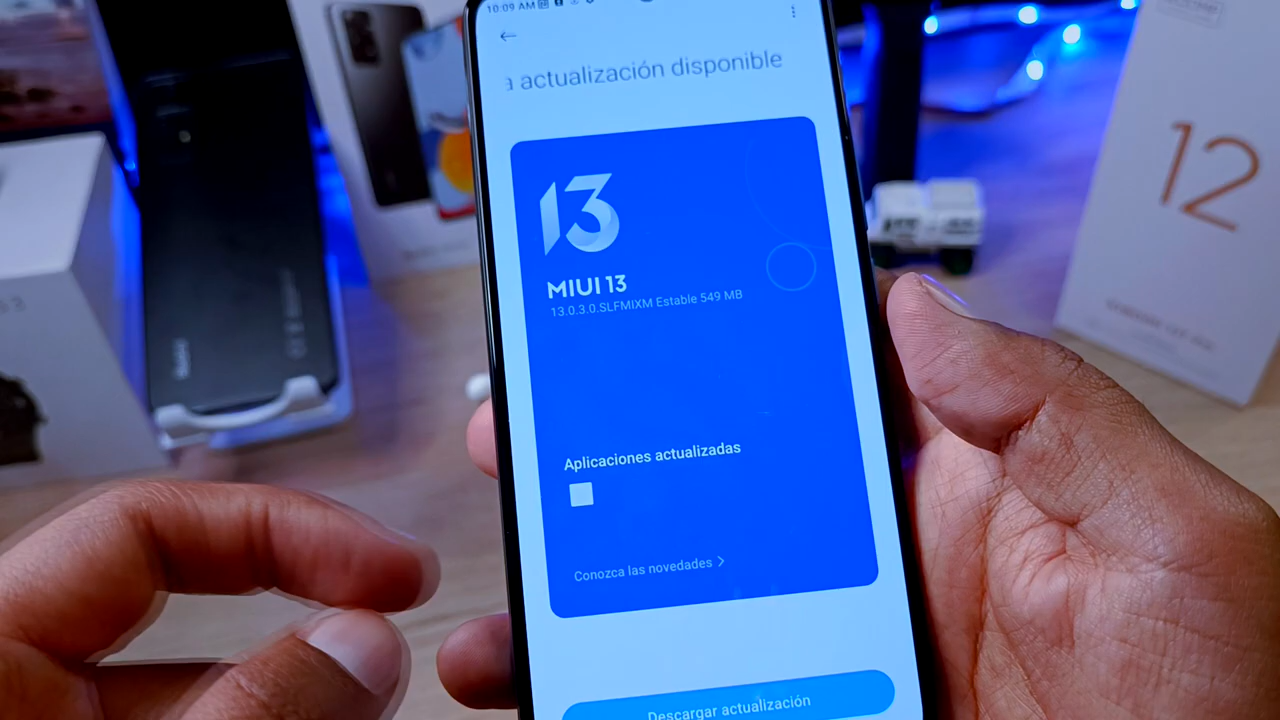 10:09 AM
a actualización disponible
13
MIUI 13
13.0.3.0.SLFMIXM Estable 549 MB
Aplicaciones actualizadas
Conozca las novedades >
Descargar actualización
12